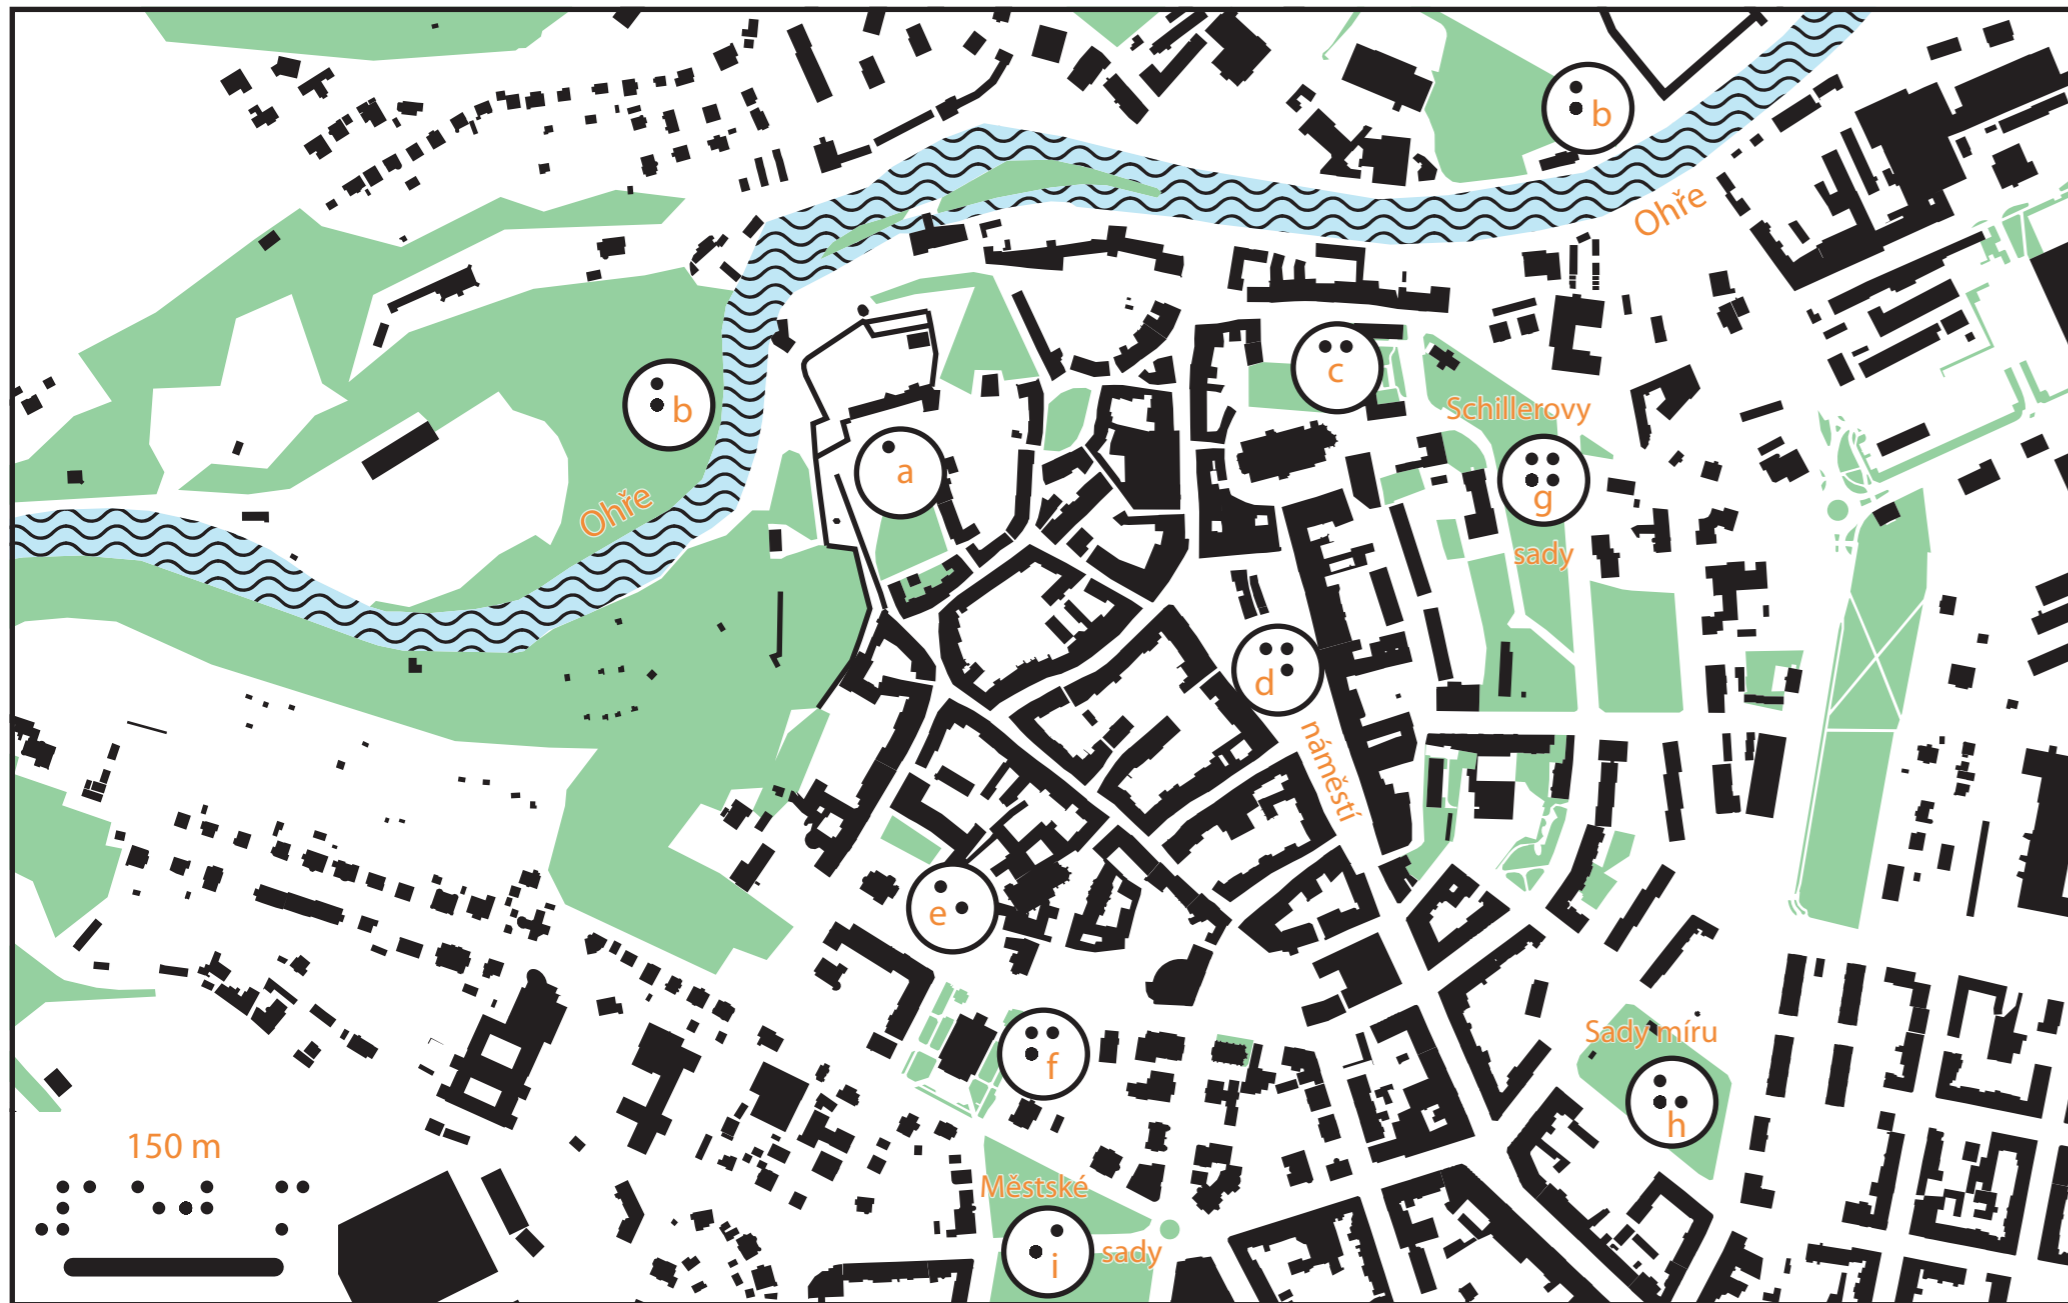 b
Ohře
c
b
Schillerovy
a
g
Ohře
sady
d
náměstí
e
Sady míru
f
h
150 m
⠼⠁⠑⠚ ⠍
Městské
i
sady